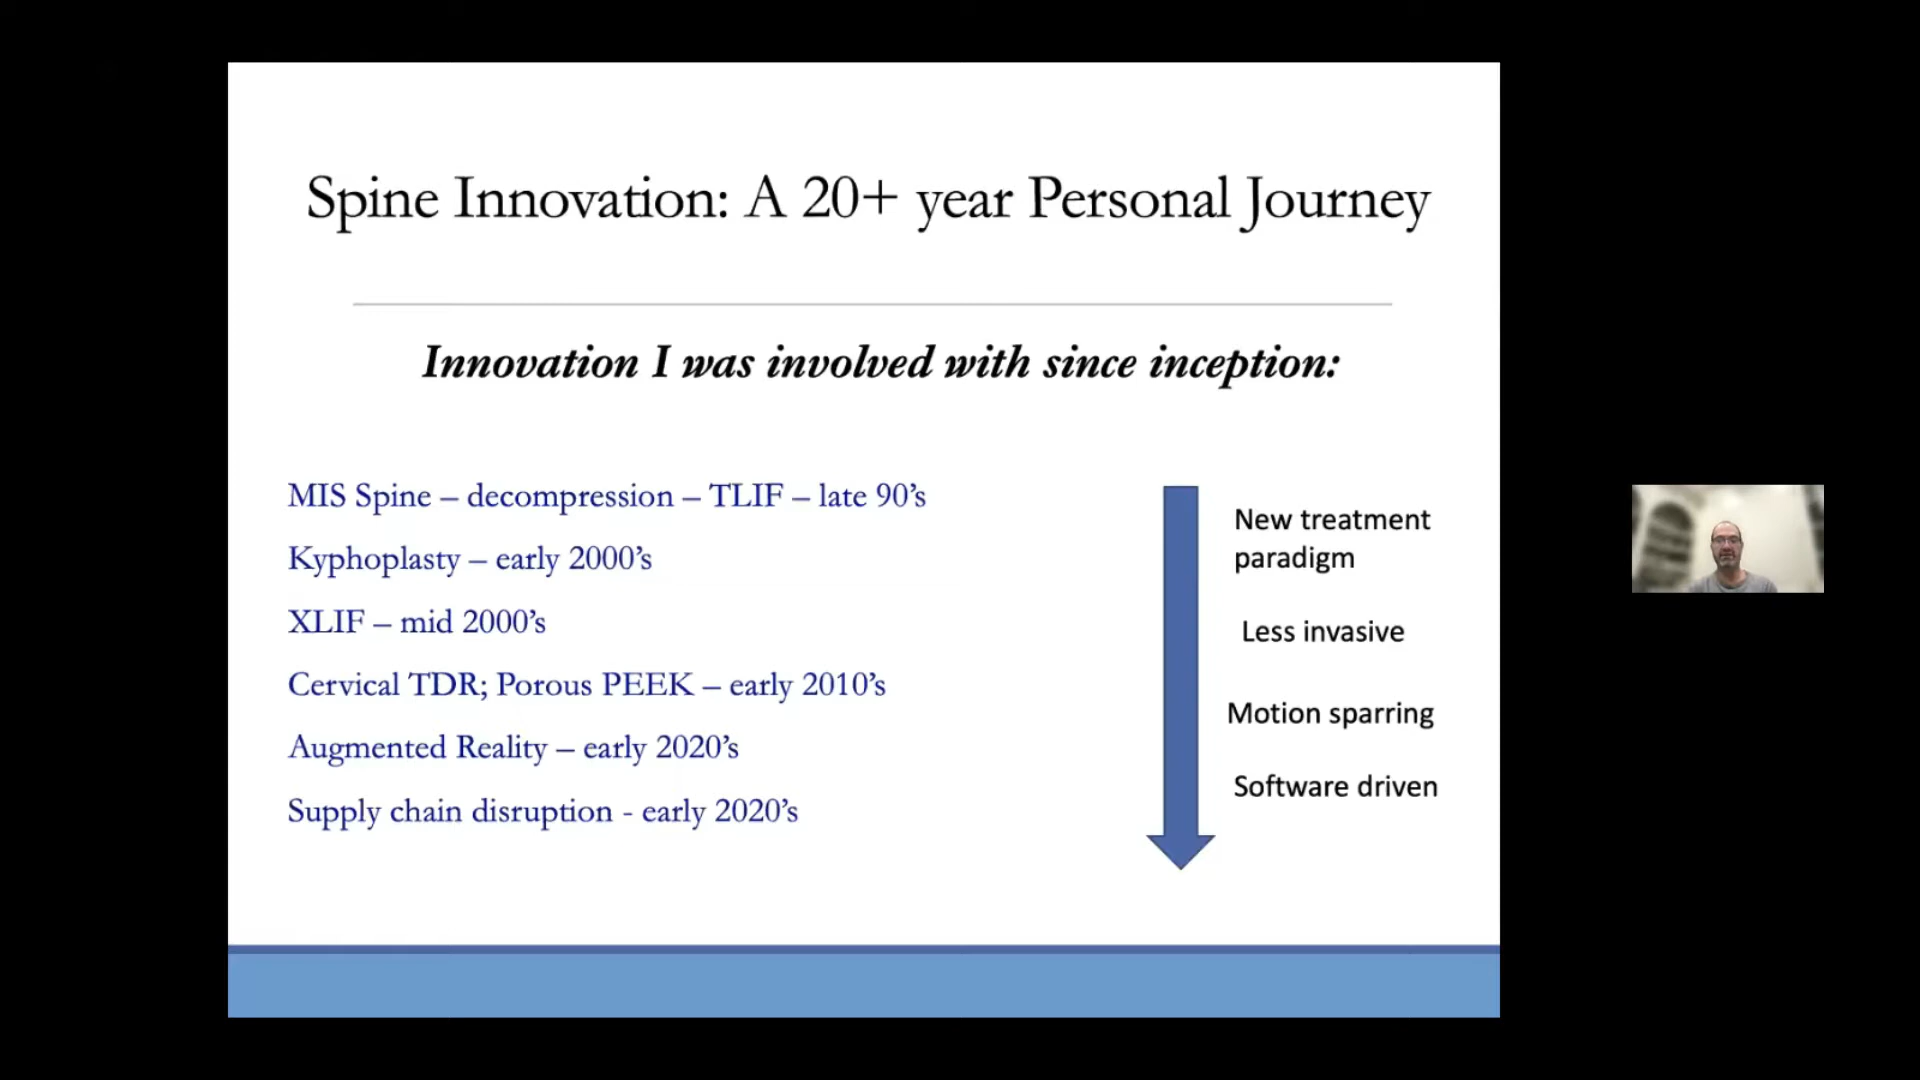 Spine Innovation: A 20+ year Personal Journey
Innovation I was involved with since inception:
MIS Spine – decompression – TLIF – late 90’s
Kyphoplasty – early 2000’s
XLIF – mid 2000’s
Cervical TDR; Porous PEEK – early 2010’s
Augmented Reality – early 2020’s
Supply chain disruption - early 2020’s
New treatment
paradigm
Less invasive
Motion sparring
Software driven